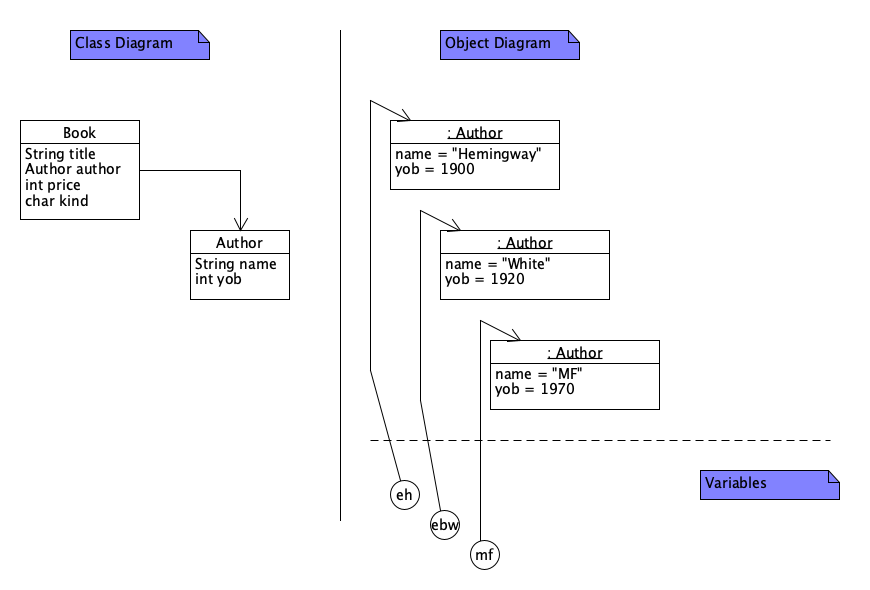 Class Diagram
Object Diagram
Book
String title
Author author
int price
char kind
Author
String name
int yob
: Author
name = "Hemingway"
yob = 1900
: Author
name = "White"
yob = 1920
: Author
name = "MF"
yob = 1970
Variables
eh
ebw
mf